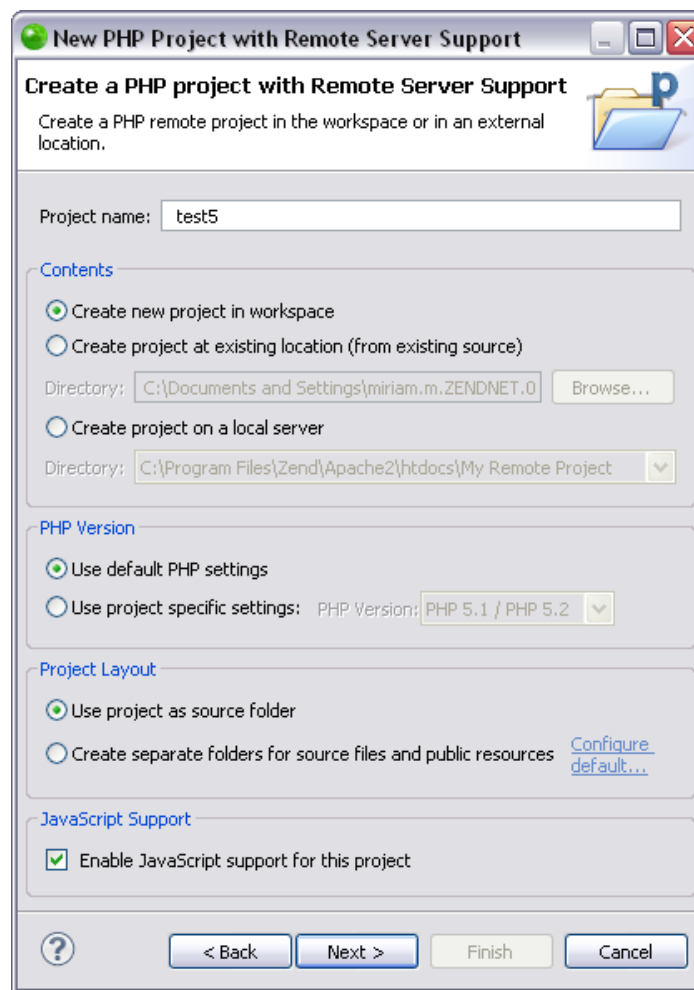 New PHP Project with Remote Server Support
Create a PHP project with Remote Server Support
Create a PHP remote project in the workspace or in an external
location.
Project name: test5
Contents
Create new project in workspace
Create project at existing location (from existing source)
Directory: C:\Documents and Settings\miriam.m.ZENDNET.0 Browse...
Create project on a local server
Directory: C:\Program Files\Zend\Apache2\htdocs\My Remote Project
PHP Version
Use default PHP settings
Use project specific settings: PHP Version: PHP 5.1 / PHP 5.2
Project Layout
Use project as source folder
Create separate folders for source files and public resources Configure
default...
JavaScript Support
Enable JavaScript support for this project
? < Back Next > Finish Cancel